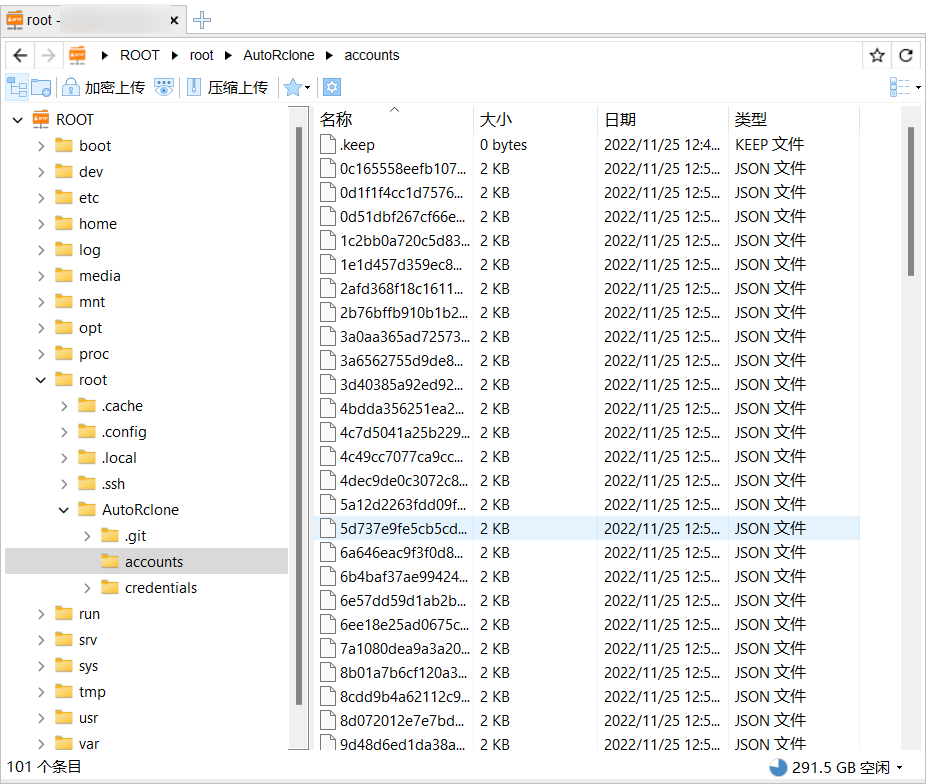 root -
ROOT root AutoRclone accounts
加密上传 压缩上传
ROOT
boot
dev
etc
home
log
media
mnt
opt
proc
root
.cache
.config
.local
.ssh
AutoRclone
.git
accounts
credentials
run
srv
sys
tmp
usr
var
名称 大小 日期 类型
.keep 0 bytes 2022/11/25 12:4... KEEP 文件
0c165558eefb107... 2 KB 2022/11/25 12:5... JSON 文件
0d1f1f4cc1d7576... 2 KB 2022/11/25 12:5... JSON 文件
0d51dbf267cf66e... 2 KB 2022/11/25 12:5... JSON 文件
1c2bb0a720c5d83... 2 KB 2022/11/25 12:5... JSON 文件
1e1d457d359ec8... 2 KB 2022/11/25 12:5... JSON 文件
2afd368f18c1611... 2 KB 2022/11/25 12:5... JSON 文件
2b76bffb910b1b2... 2 KB 2022/11/25 12:5... JSON 文件
3a0aa365ad72573... 2 KB 2022/11/25 12:5... JSON 文件
3a6562755d9de8... 2 KB 2022/11/25 12:5... JSON 文件
3d40385a92ed92... 2 KB 2022/11/25 12:5... JSON 文件
4bdda356251ea2... 2 KB 2022/11/25 12:5... JSON 文件
4c7d5041a25b229... 2 KB 2022/11/25 12:5... JSON 文件
4c49cc7077ca9cc... 2 KB 2022/11/25 12:5... JSON 文件
4dec9de0c3072c8... 2 KB 2022/11/25 12:5... JSON 文件
5a12d2263fdd09f... 2 KB 2022/11/25 12:5... JSON 文件
5d737e9fe5cb5cd... 2 KB 2022/11/25 12:5... JSON 文件
6a646eac9f3f0d8... 2 KB 2022/11/25 12:5... JSON 文件
6b4baf37ae99424... 2 KB 2022/11/25 12:5... JSON 文件
6e57dd59d1ab2b... 2 KB 2022/11/25 12:5... JSON 文件
6ee18e25ad0675c... 2 KB 2022/11/25 12:5... JSON 文件
7a1080dea9a3a20... 2 KB 2022/11/25 12:5... JSON 文件
8b01a7b6cf120a3... 2 KB 2022/11/25 12:5... JSON 文件
8cdd9b4a62112c9... 2 KB 2022/11/25 12:5... JSON 文件
8d072012e7e7bd... 2 KB 2022/11/25 12:5... JSON 文件
9d48d6ed1da38a... 2 KB 2022/11/25 12:5... JSON 文件
101 个条目 291.5 GB 空闲